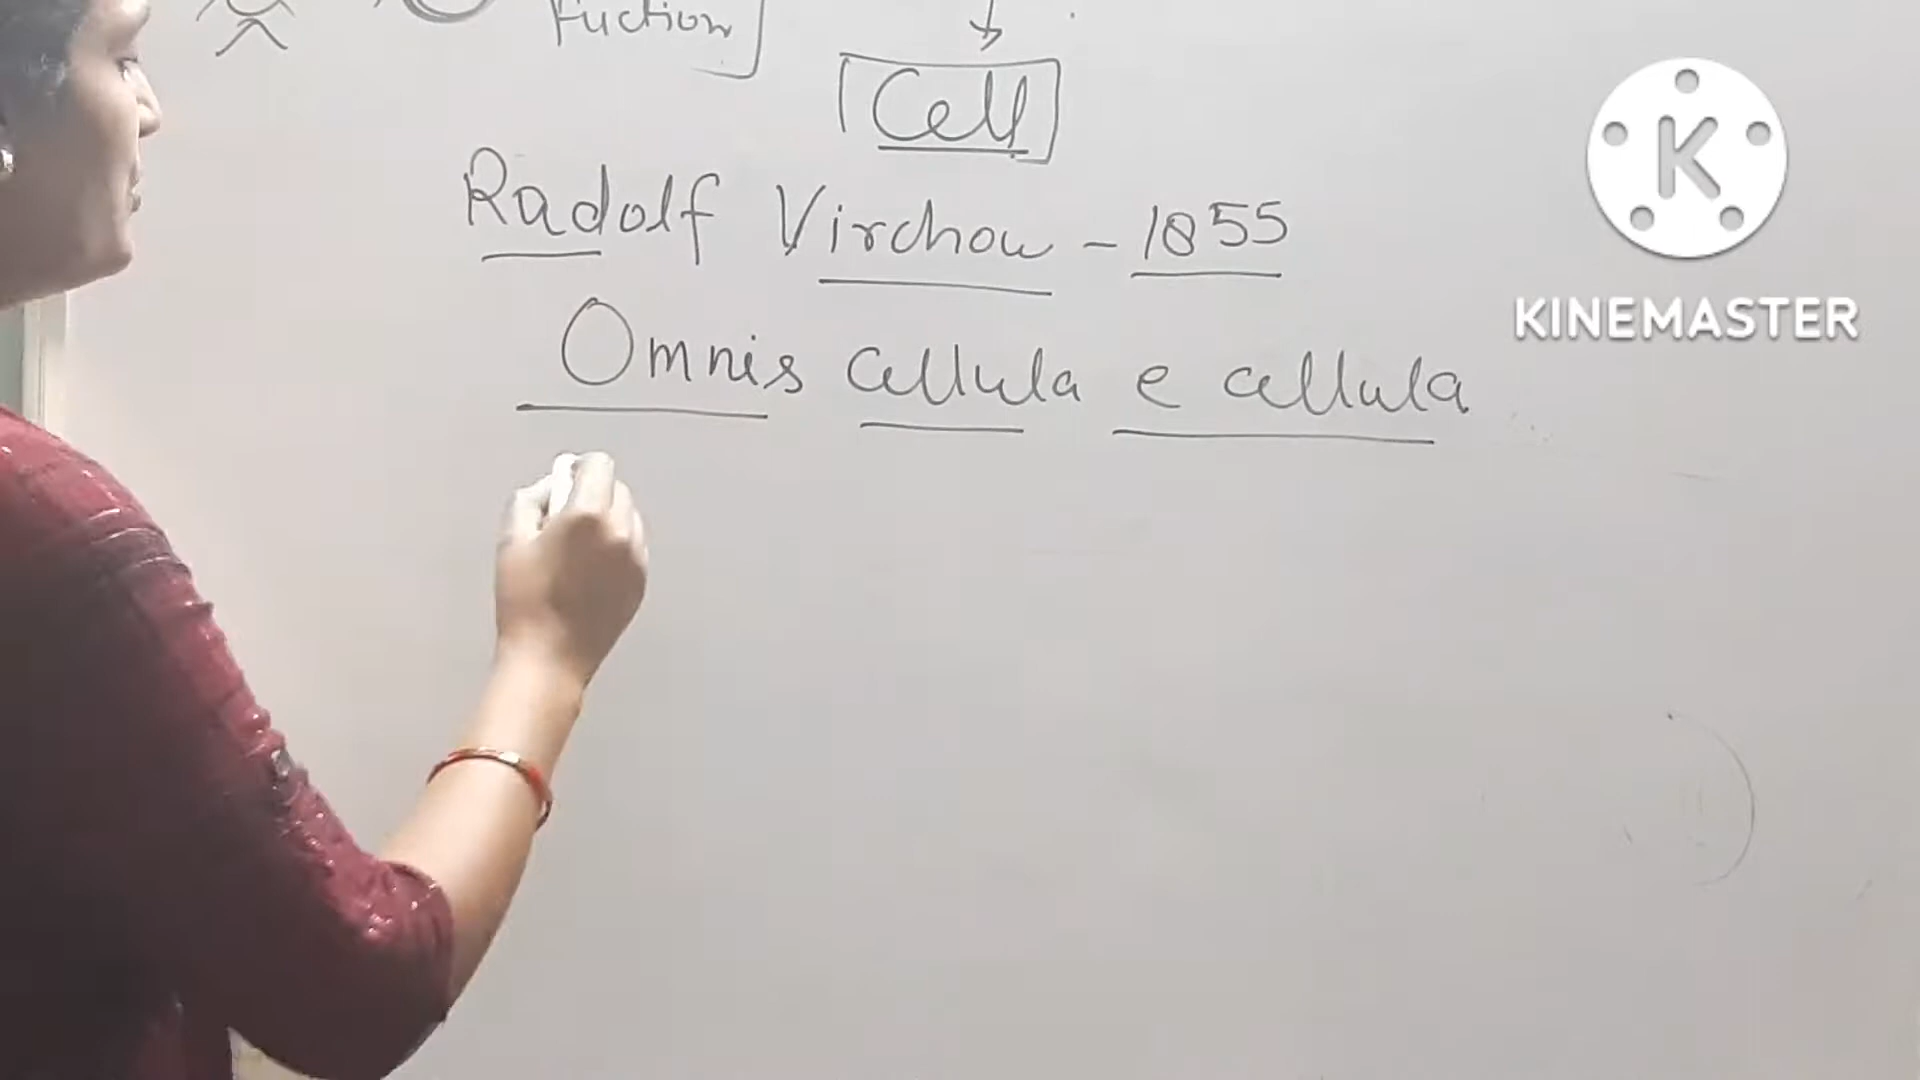 Fuction
Cell
Radolf Virchow - 1855
Omnis cellula e cellula
K
KINEMASTER